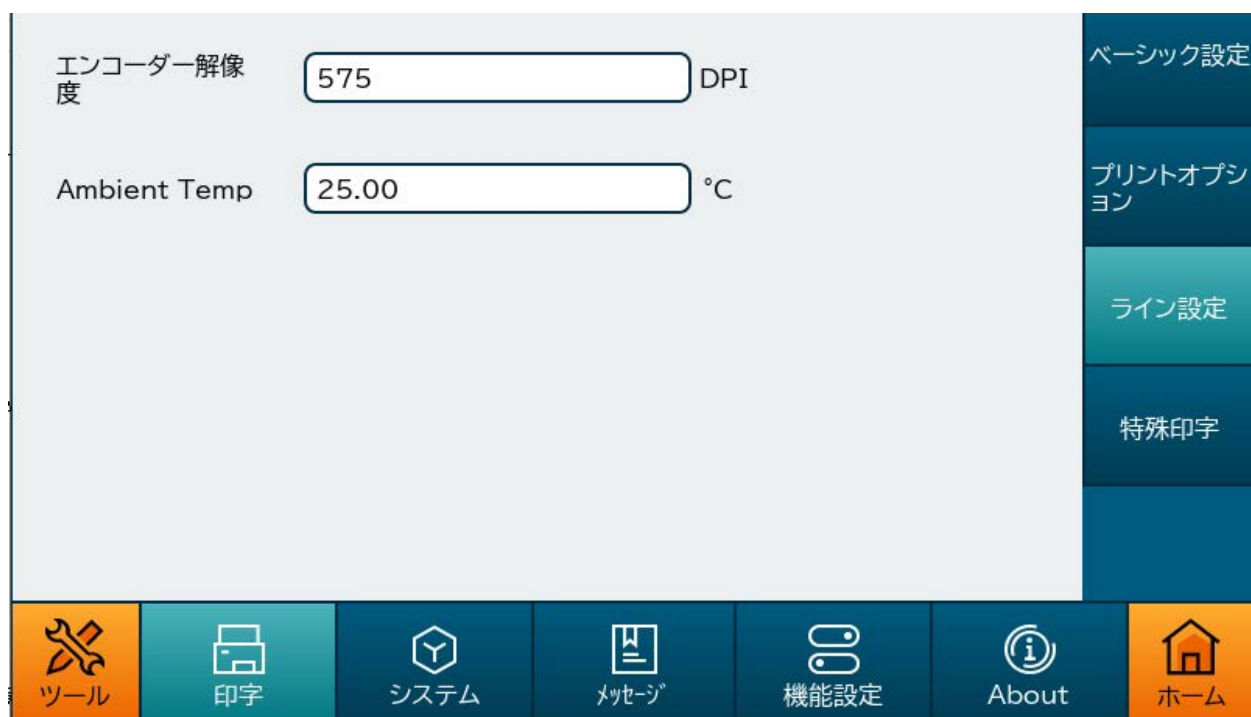 エンコーダー解像
度
575
DPI
Ambient Temp
25.00
°C
ベーシック設定
プリントオプシ
ョン
ライン設定
特殊印字
ツール
印字
システム
ﾒｯｾｰｼﾞ
機能設定
About
ホーム